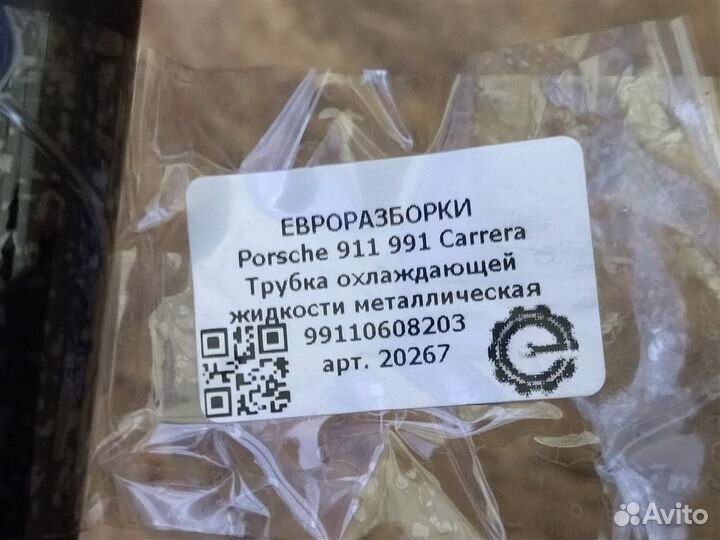 ЕВРОРАЗБОРКИ
Porsche 911 991 Carrera
Трубка охлаждающей
жидкости металлическая
99110608203
арт. 20267
Avito